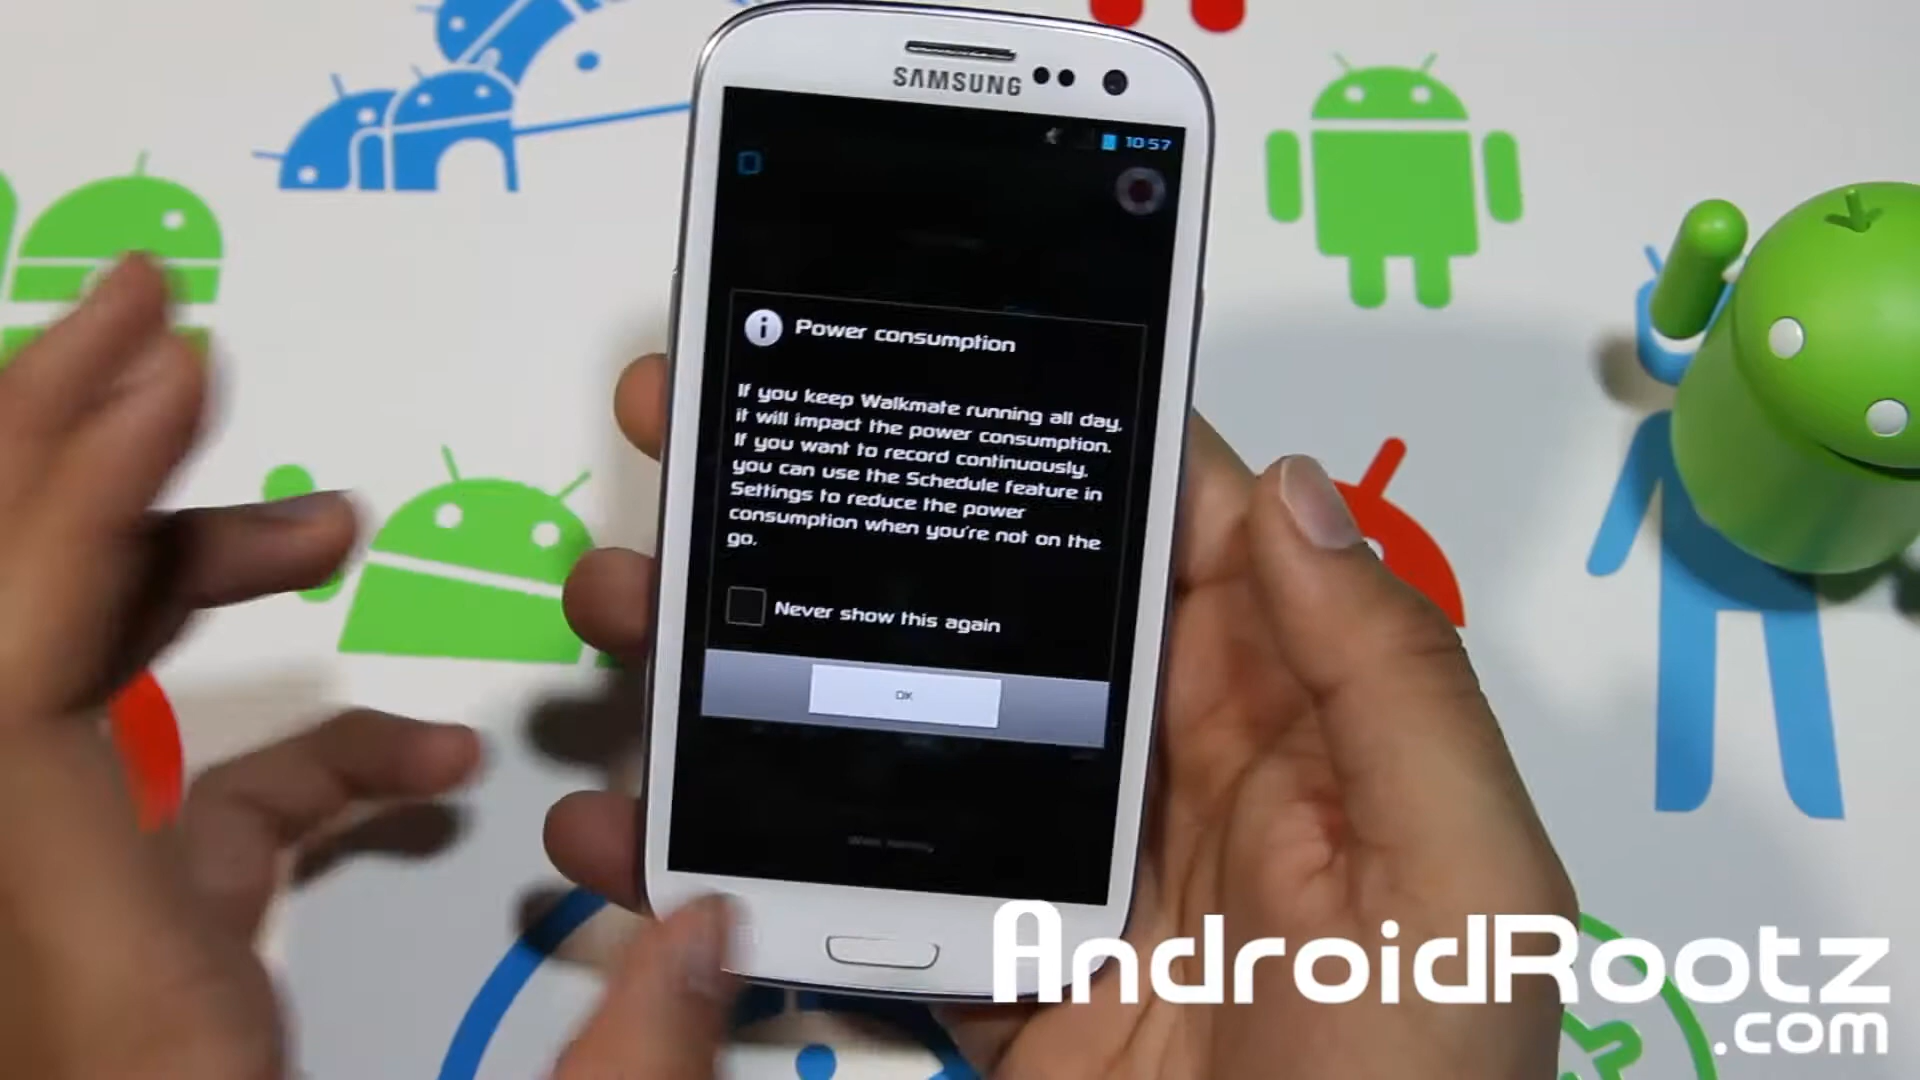 SAMSUNG
10:57
Power consumption
If you keep Walkmate running all day,
it will impact the power consumption.
If you want to record continuously,
you can use the Schedule feature in
Settings to reduce the power
consumption when you're not on the
go.
Never show this again
OK
AndroidRootz
.com